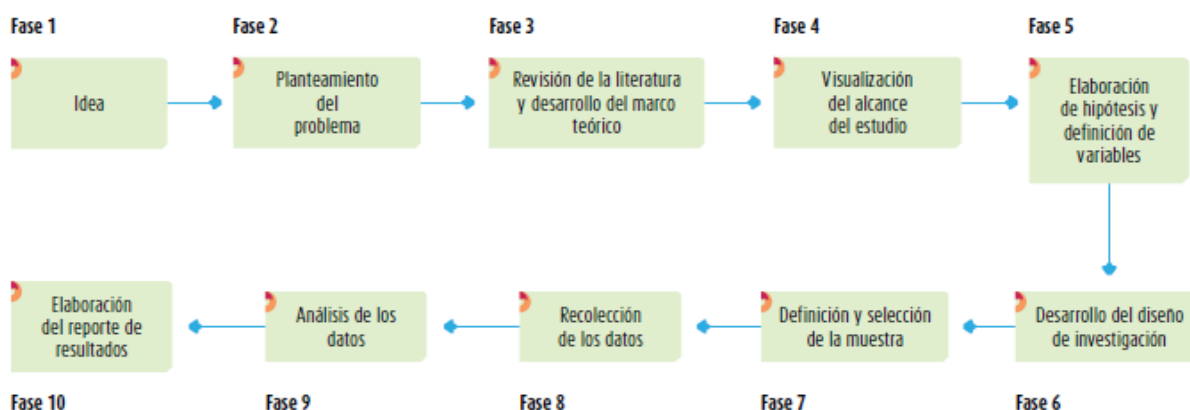 Fase 1
Idea
Fase 2
Planteamiento
del
problema
Fase 3
Revisión de la literatura
y desarrollo del marco
teórico
Fase 4
Visualización
del alcance
del estudio
Fase 5
Elaboración
de hipótesis y
definición de
variables
Desarrollo del diseño
de investigación
Fase 6
Definición y selección
de la muestra
Fase 7
Recolección
de los datos
Fase 8
Análisis de los
datos
Fase 9
Elaboración
del reporte de
resultados
Fase 10